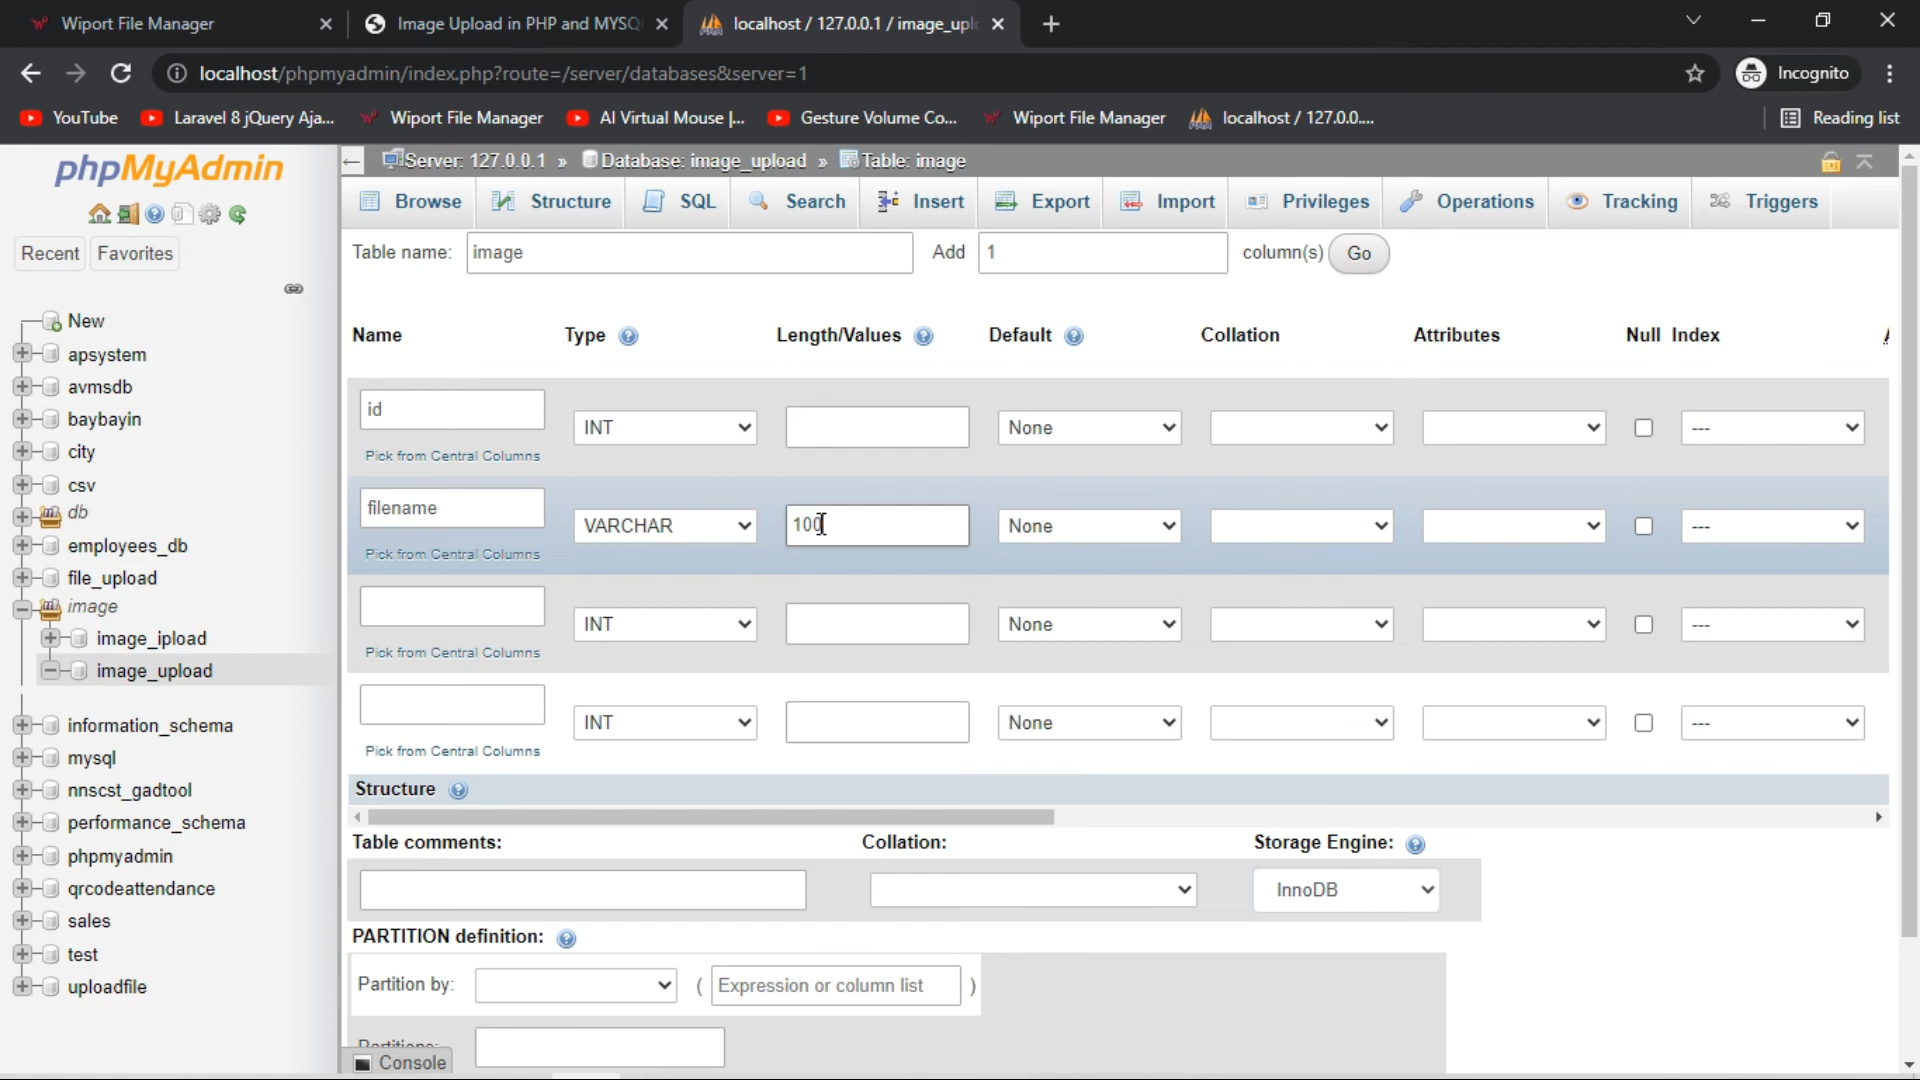 Wiport File Manager
Image Upload in PHP and MYSQ
localhost / 127.0.0.1 / image_upl
localhost/phpmyadmin/index.php?route=/server/databases&server=1
Incognito
YouTube
Laravel 8 jQuery Aja...
Wiport File Manager
AI Virtual Mouse |...
Gesture Volume Co...
Wiport File Manager
localhost / 127.0.0....
Reading list
phpMyAdmin
Server: 127.0.0.1 » Database: image_upload » Table: image
Browse
Structure
SQL
Search
Insert
Export
Import
Privileges
Operations
Tracking
Triggers
Recent
Favorites
New
apsystem
avmsdb
baybayin
city
csv
db
employees_db
file_upload
image
image_ipload
image_upload
information_schema
mysql
nnscst_gadtool
performance_schema
phpmyadmin
qrcodeattendance
sales
test
uploadfile
Table name: image Add 1 column(s) Go
Name Type Length/Values Default Collation Attributes Null Index
id INT None ---
Pick from Central Columns
filename VARCHAR 100 None ---
Pick from Central Columns
INT None ---
Pick from Central Columns
INT None ---
Pick from Central Columns
Structure
Table comments: Collation: Storage Engine:
InnoDB
PARTITION definition:
Partition by: ( Expression or column list )
Partitions:
Console